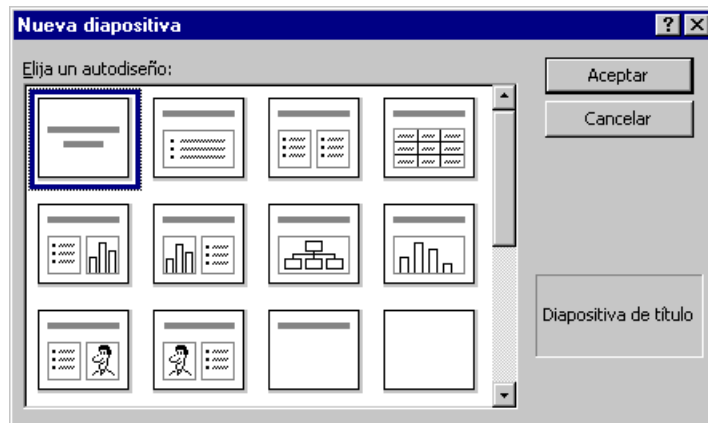 Nueva diapositiva
Elija un autodiseño:
Aceptar
Cancelar
Diapositiva de título